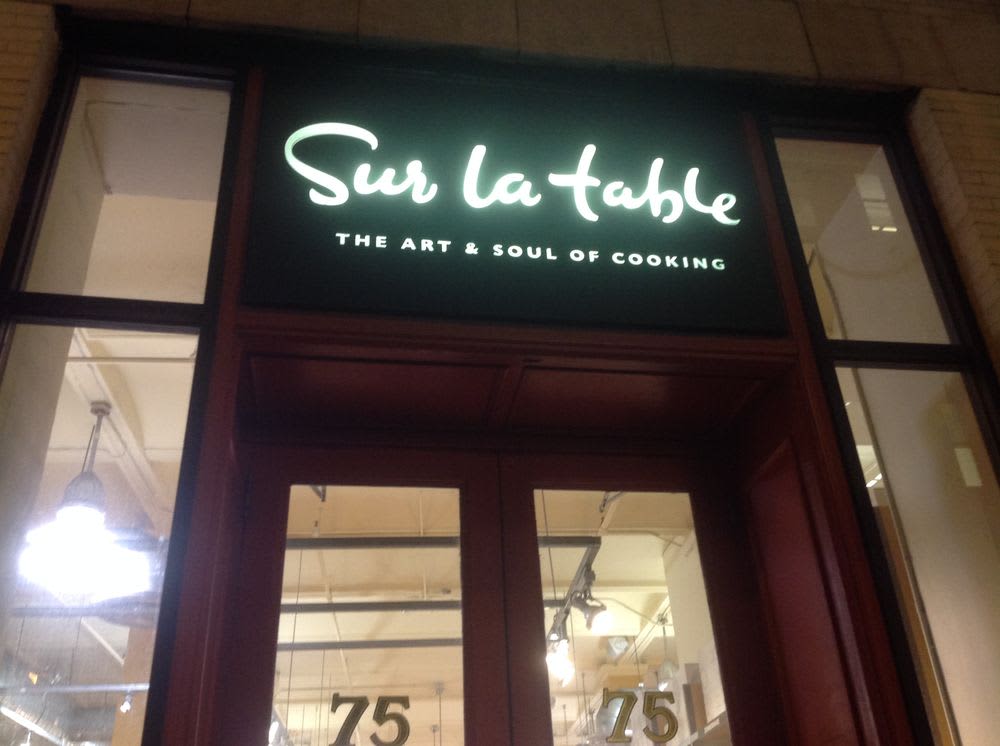 Sur la table
THE ART & SOUL OF COOKING
75 75